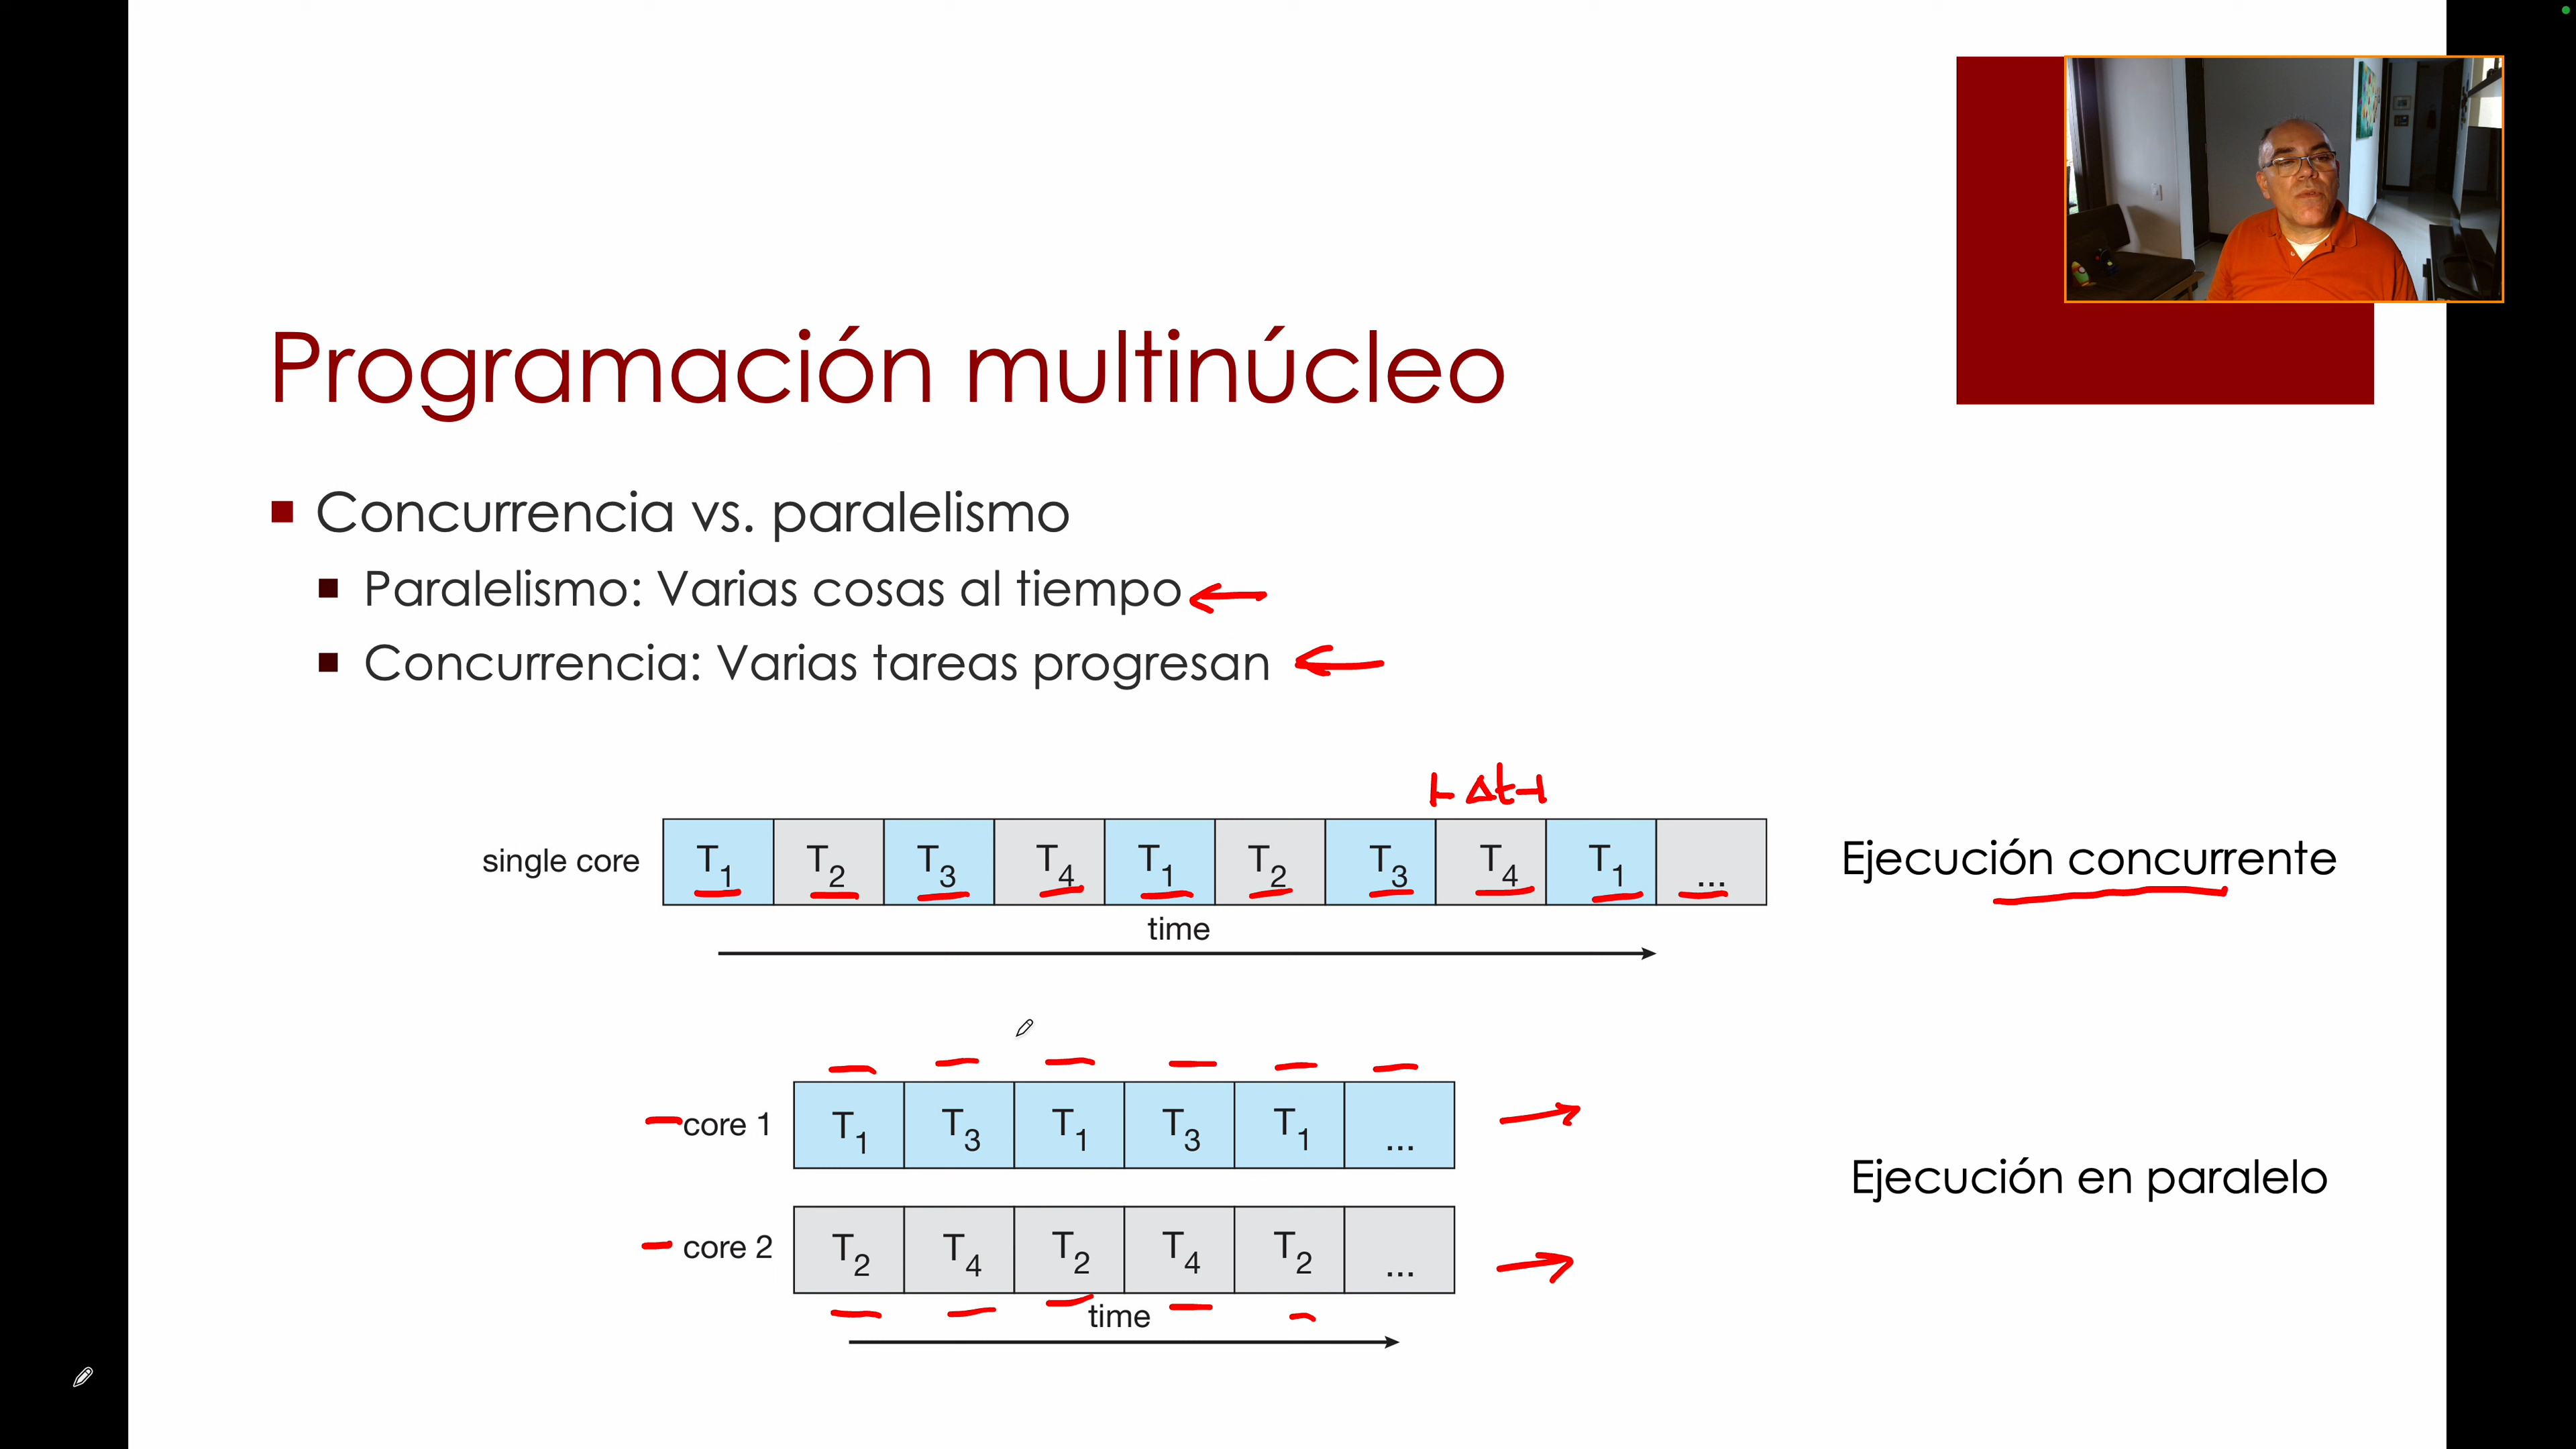 Programación multinúcleo
Concurrencia vs. paralelismo
Paralelismo: Varias cosas al tiempo
Concurrencia: Varias tareas progresan
Δt
single core T1 T2 T3 T4 T1 T2 T3 T4 T1 ...
Ejecución concurrente
time
core 1 T1 T3 T1 T3 T1 ...
Ejecución en paralelo
core 2 T2 T4 T2 T4 T2 ...
time